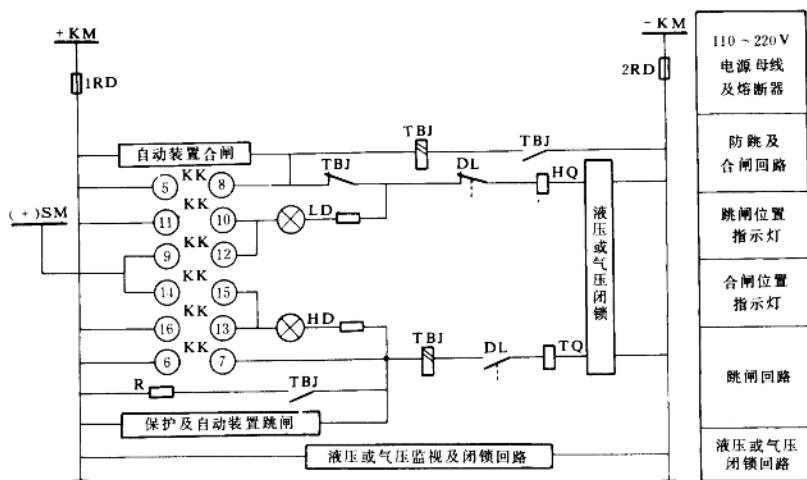 +KM
-KM
1RD
2RD
110~220V
电源母线
及熔断器
自动装置合闸
TBJ
TBJ
防跳及
合闸回路
KK
5
8
TBJ
DL
HQ
(+)SM
KK
11
10
LD
跳闸位置
指示灯
KK
9
12
液压或气压闭锁
KK
14
15
合闸位置
指示灯
KK
16
13
HD
KK
6
7
TBJ
DL
TQ
跳闸回路
R
TBJ
保护及自动装置跳闸
液压或气压监视及闭锁回路
液压或气压
闭锁回路